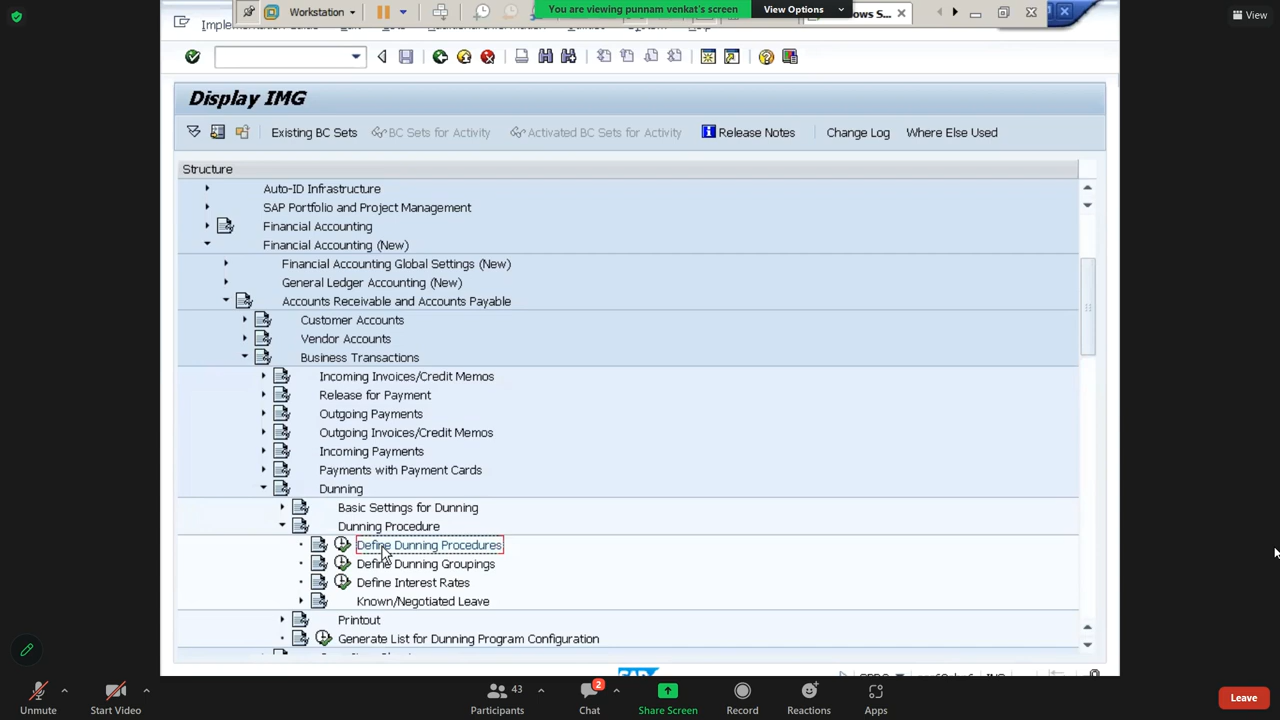 Workstation
You are viewing punnam venkat's screen
View Options
View
Display IMG
Existing BC Sets
BC Sets for Activity
Activated BC Sets for Activity
Release Notes
Change Log
Where Else Used
Structure
Auto-ID Infrastructure
SAP Portfolio and Project Management
Financial Accounting
Financial Accounting (New)
Financial Accounting Global Settings (New)
General Ledger Accounting (New)
Accounts Receivable and Accounts Payable
Customer Accounts
Vendor Accounts
Business Transactions
Incoming Invoices/Credit Memos
Release for Payment
Outgoing Payments
Outgoing Invoices/Credit Memos
Incoming Payments
Payments with Payment Cards
Dunning
Basic Settings for Dunning
Dunning Procedure
Define Dunning Procedures
Define Dunning Groupings
Define Interest Rates
Known/Negotiated Leave
Printout
Generate List for Dunning Program Configuration
Unmute
Start Video
43
Participants
2
Chat
Share Screen
Record
Reactions
Apps
Leave